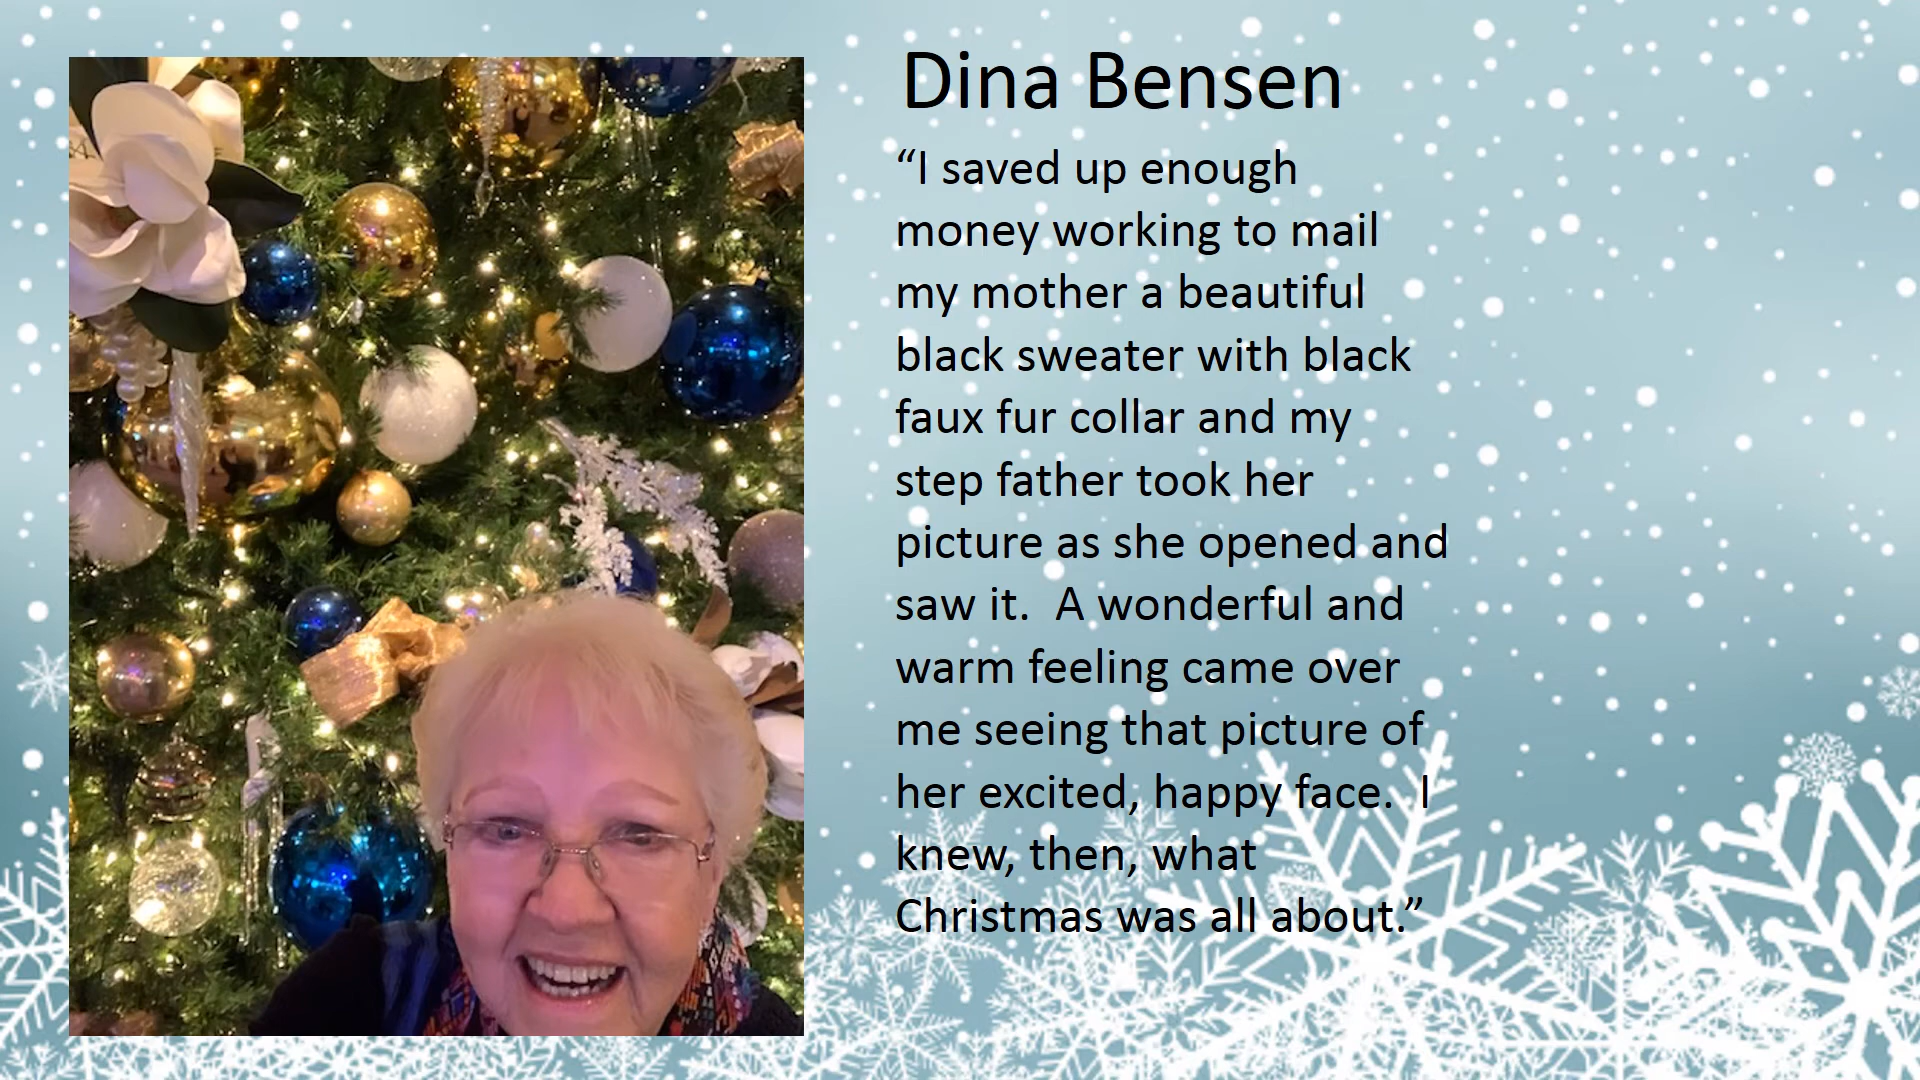 Dina Bensen
“I saved up enough
money working to mail
my mother a beautiful
black sweater with black
faux fur collar and my
step father took her
picture as she opened and
saw it.  A wonderful and
warm feeling came over
me seeing that picture of
her excited, happy face.  I
knew, then, what
Christmas was all about.”